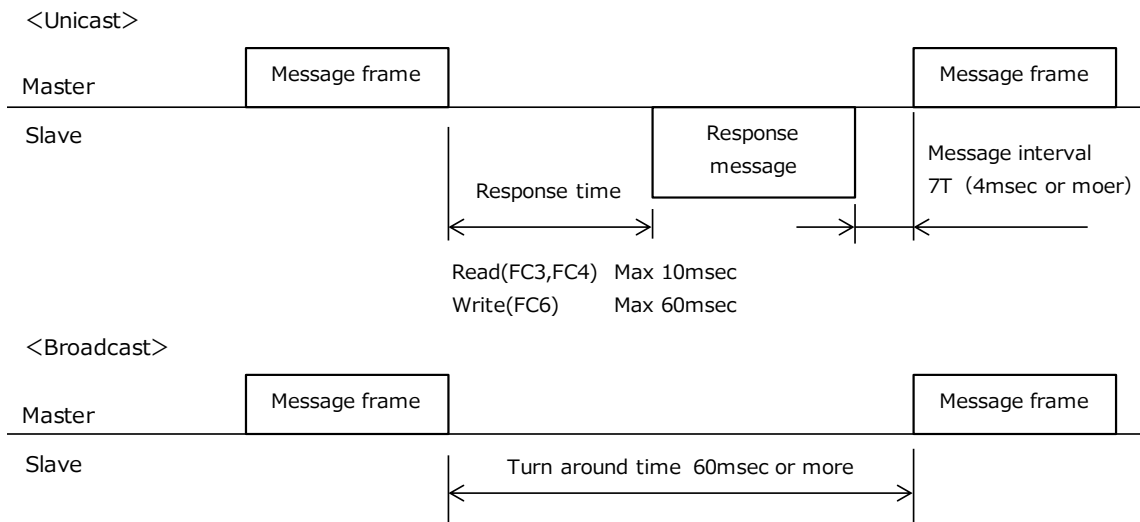 ＜Unicast＞
Master
Message frame
Message frame
Slave
Response
message
Message interval
7T（4msec or moer）
Response time
Read(FC3,FC4) Max 10msec
Write(FC6) Max 60msec
＜Broadcast＞
Master
Message frame
Message frame
Slave
Turn around time 60msec or more